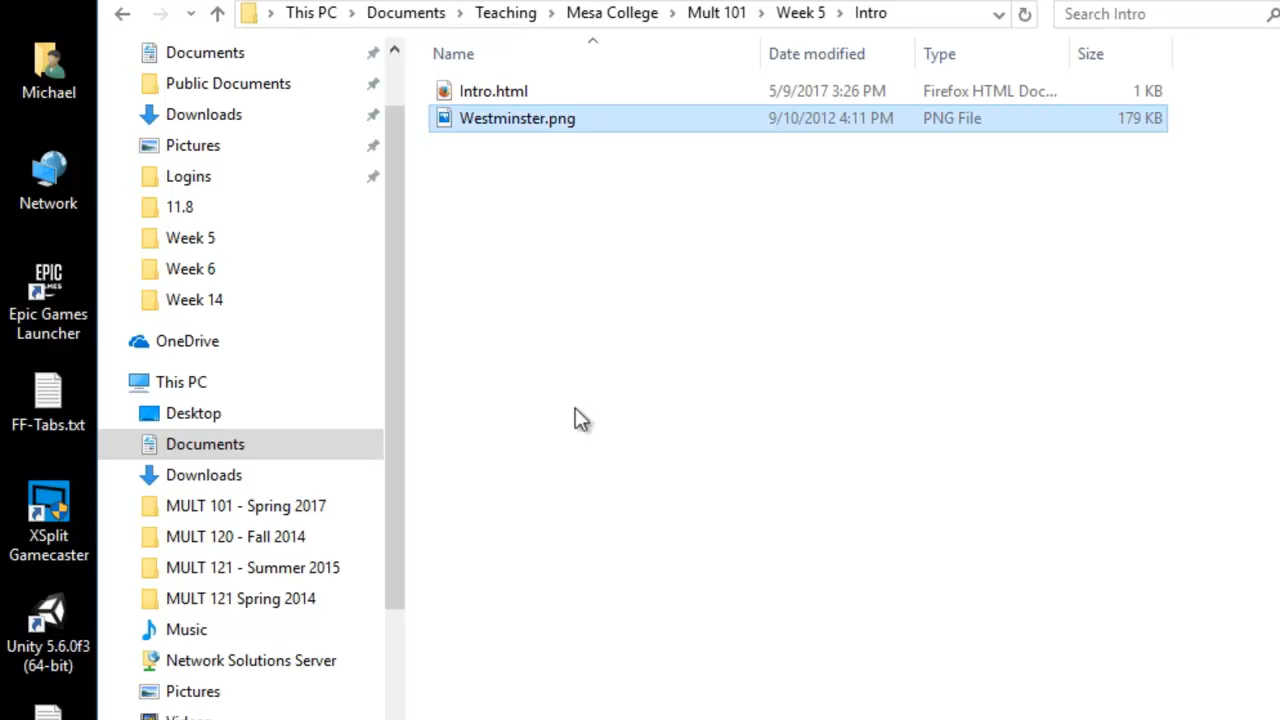 This PC > Documents > Teaching > Mesa College > Mult 101 > Week 5 > Intro
Search Intro
Michael
Network
EPIC
GAMES
Epic Games
Launcher
FF-Tabs.txt
XSplit
Gamecaster
Unity 5.6.0f3
(64-bit)
Documents
Public Documents
Downloads
Pictures
Logins
11.8
Week 5
Week 6
Week 14
OneDrive
This PC
Desktop
Documents
Downloads
MULT 101 - Spring 2017
MULT 120 - Fall 2014
MULT 121 - Summer 2015
MULT 121 Spring 2014
Music
Network Solutions Server
Pictures
Videos
Name Date modified Type Size
Intro.html 5/9/2017 3:26 PM Firefox HTML Doc... 1 KB
Westminster.png 9/10/2012 4:11 PM PNG File 179 KB